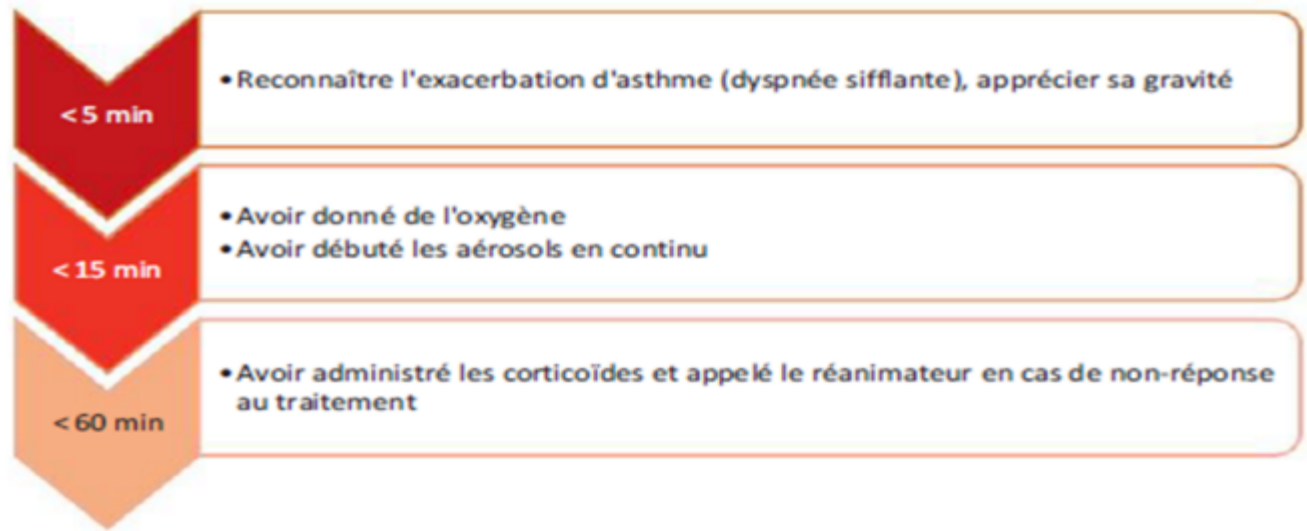 < 5 min
•Reconnaître l'exacerbation d'asthme (dyspnée sifflante), apprécier sa gravité
< 15 min
•Avoir donné de l'oxygène
•Avoir débuté les aérosols en continu
< 60 min
•Avoir administré les corticoïdes et appelé le réanimateur en cas de non-réponse
au traitement